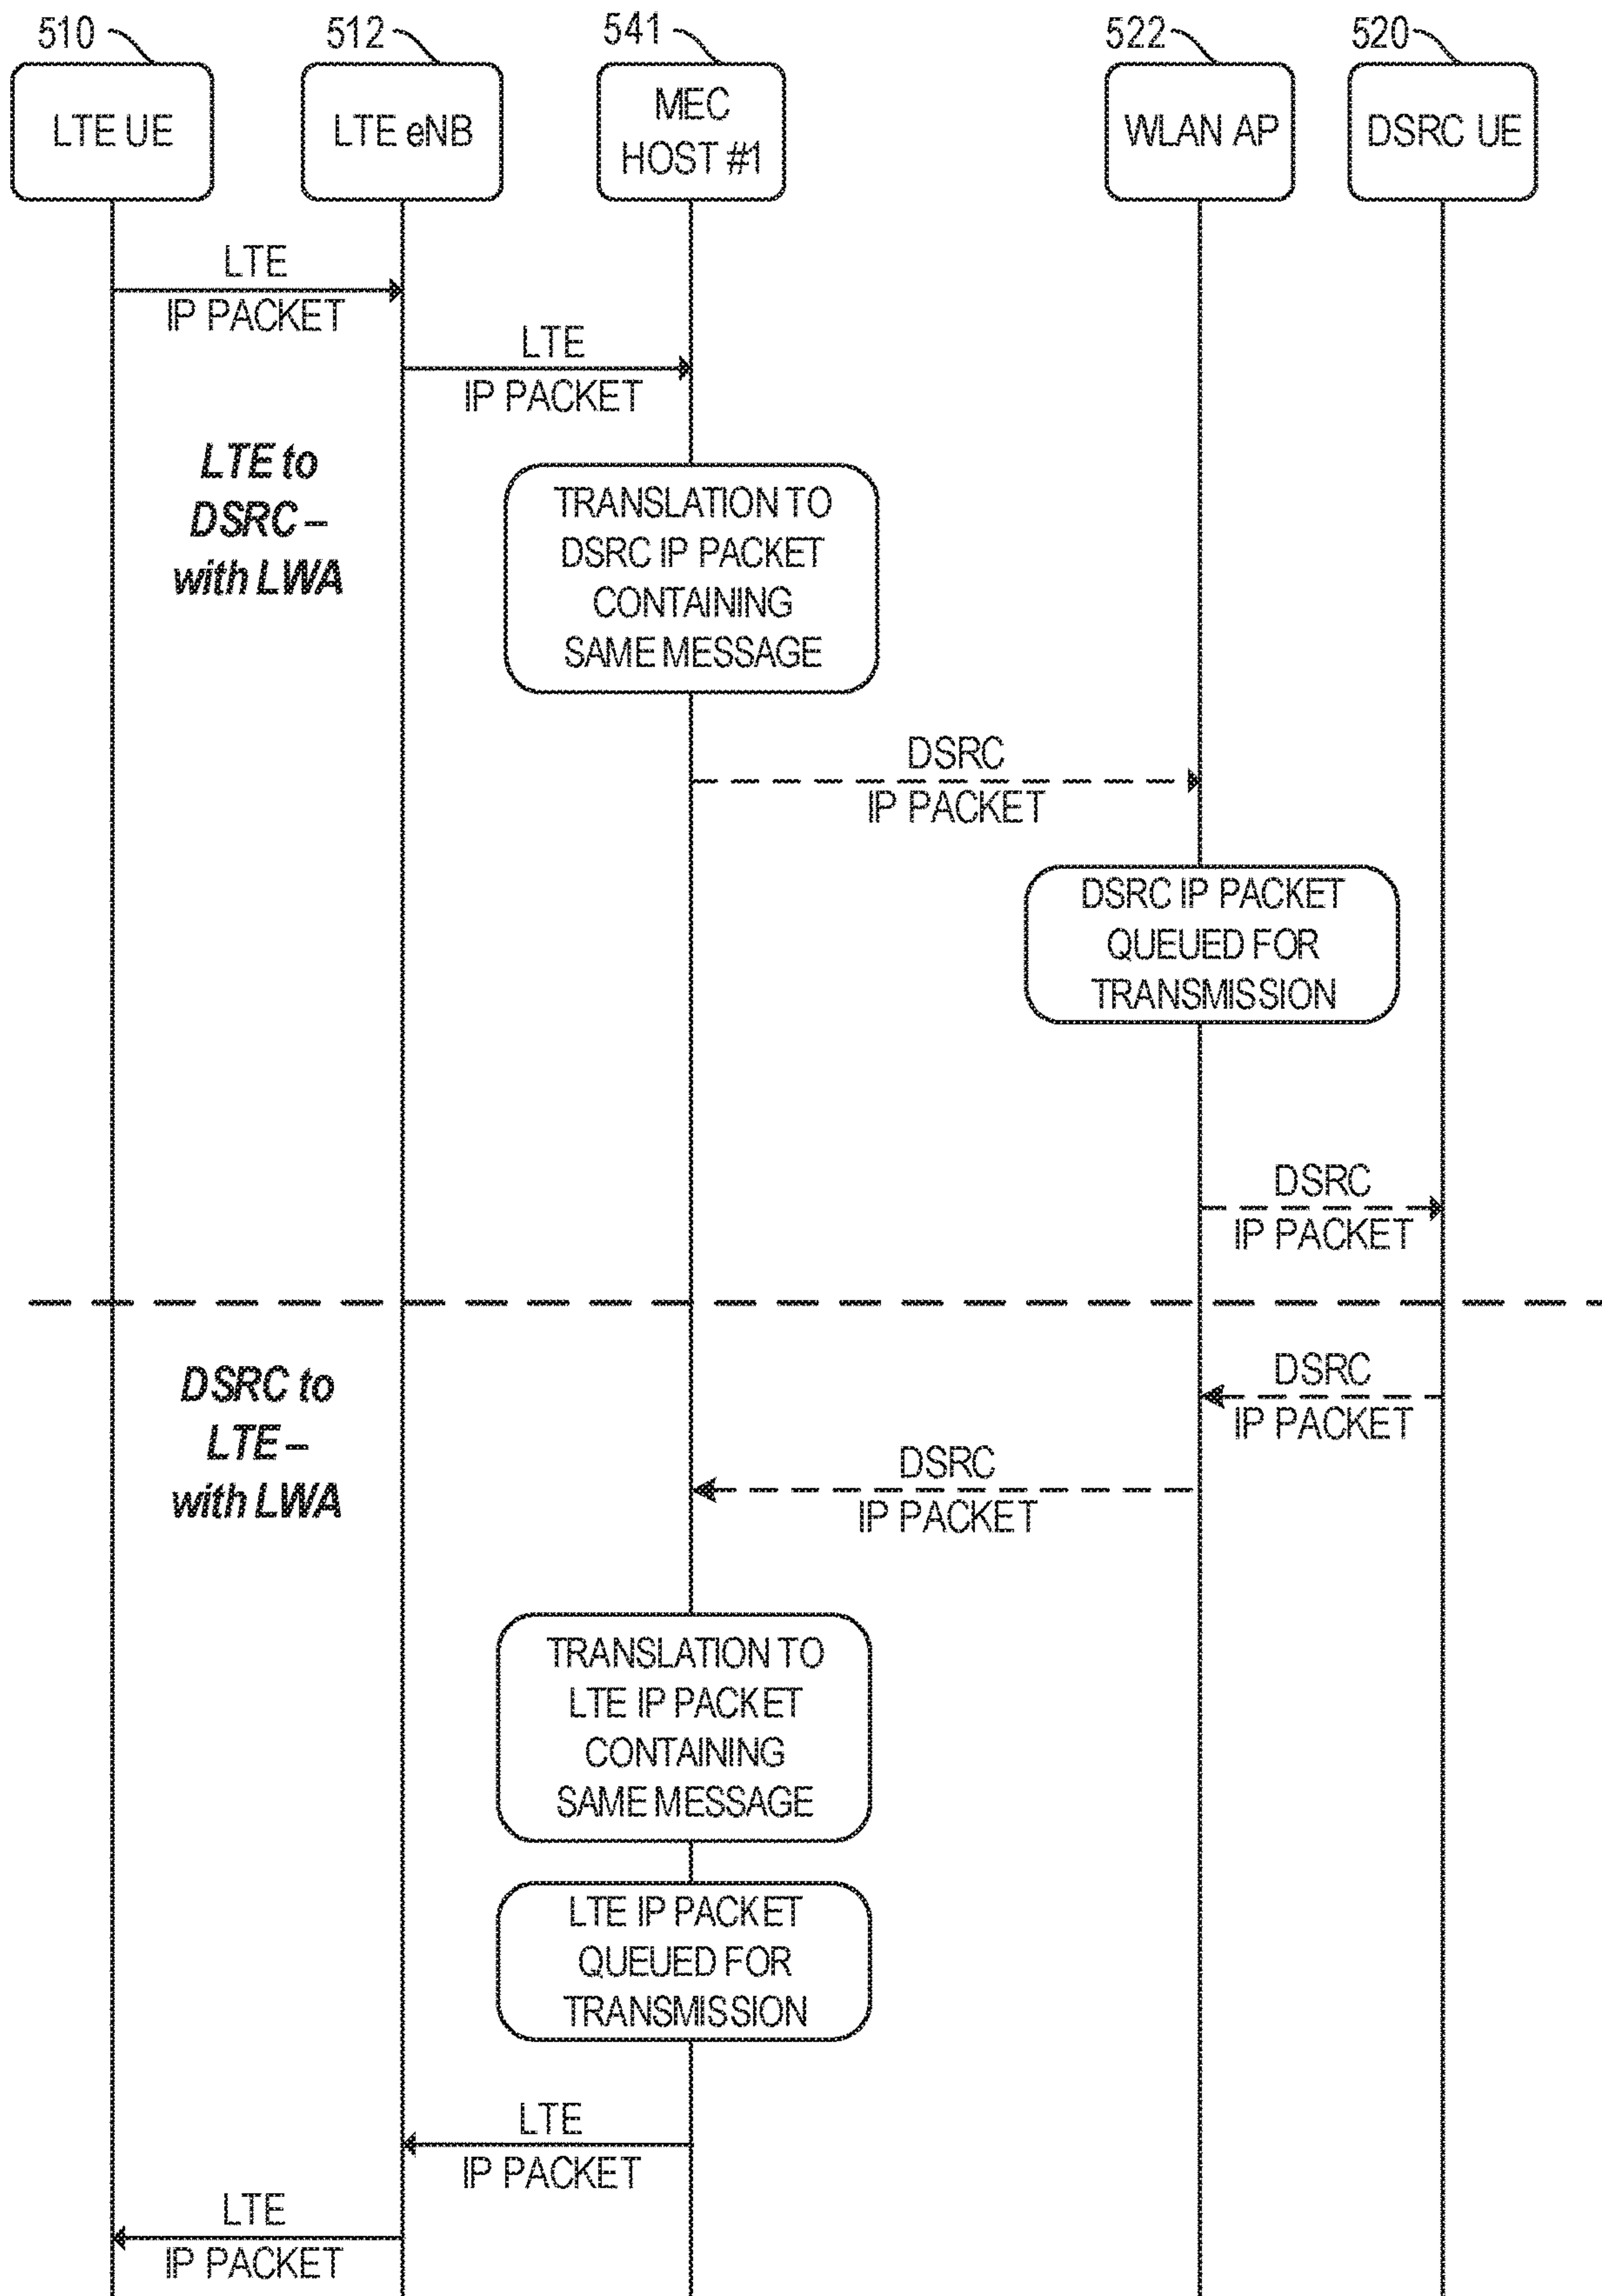 510
512
541
522
520
LTE UE
LTE eNB
MEC
HOST #1
WLAN AP
DSRC UE
LTE
IP PACKET
LTE
IP PACKET
LTE to
DSRC –
with LWA
TRANSLATION TO
DSRC IP PACKET
CONTAINING
SAME MESSAGE
DSRC
IP PACKET
DSRC IP PACKET
QUEUED FOR
TRANSMISSION
DSRC
IP PACKET
DSRC to
LTE –
with LWA
DSRC
IP PACKET
DSRC
IP PACKET
TRANSLATION TO
LTE IP PACKET
CONTAINING
SAME MESSAGE
LTE IP PACKET
QUEUED FOR
TRANSMISSION
LTE
IP PACKET
LTE
IP PACKET